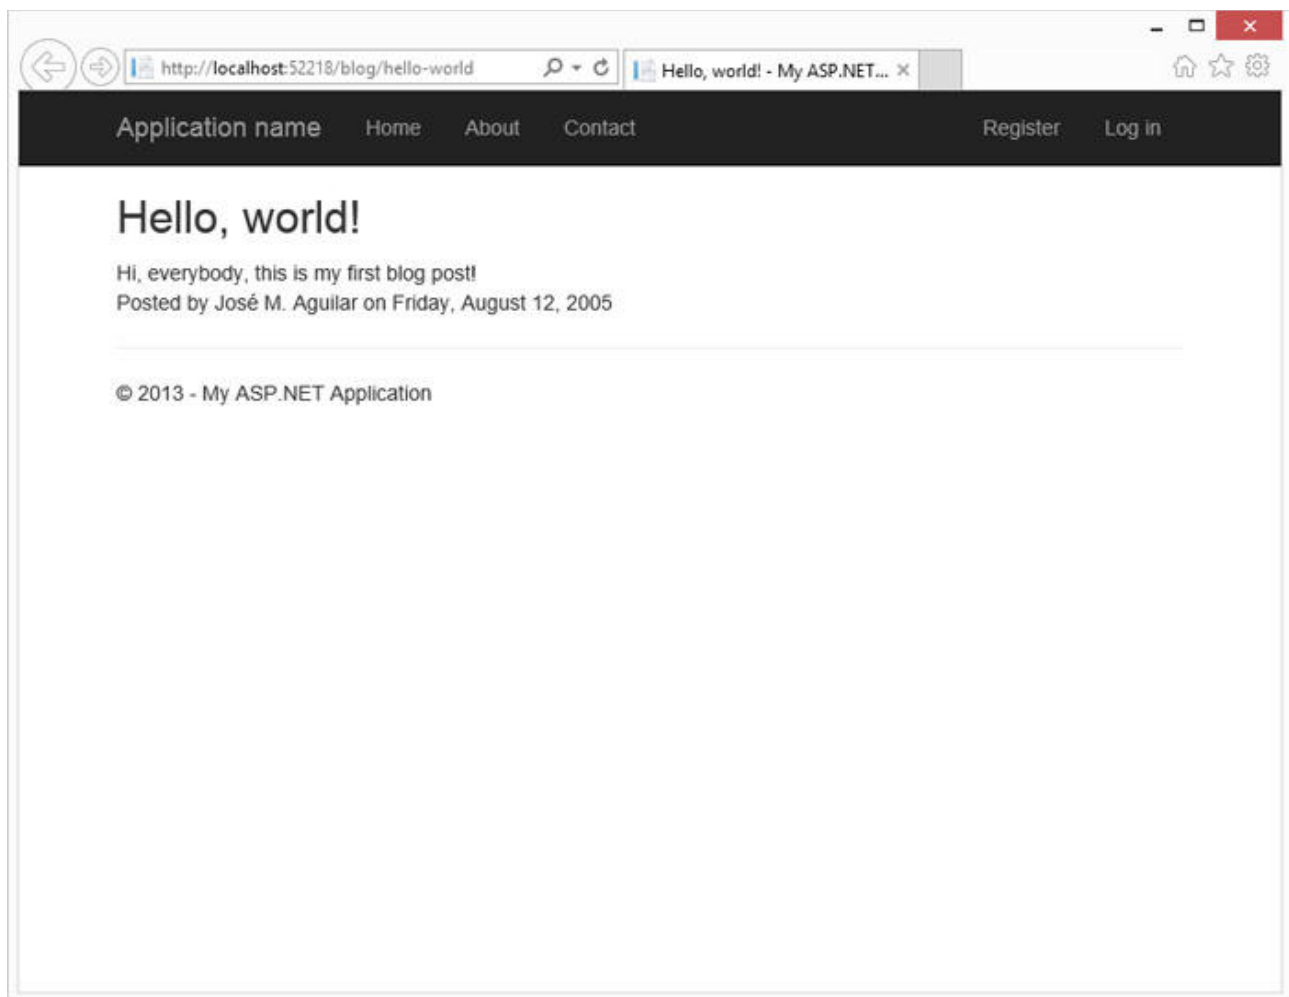 http://localhost:52218/blog/hello-world
Hello, world! - My ASP.NET...
Application name Home About Contact Register Log in
Hello, world!
Hi, everybody, this is my first blog post!
Posted by José M. Aguilar on Friday, August 12, 2005
© 2013 - My ASP.NET Application